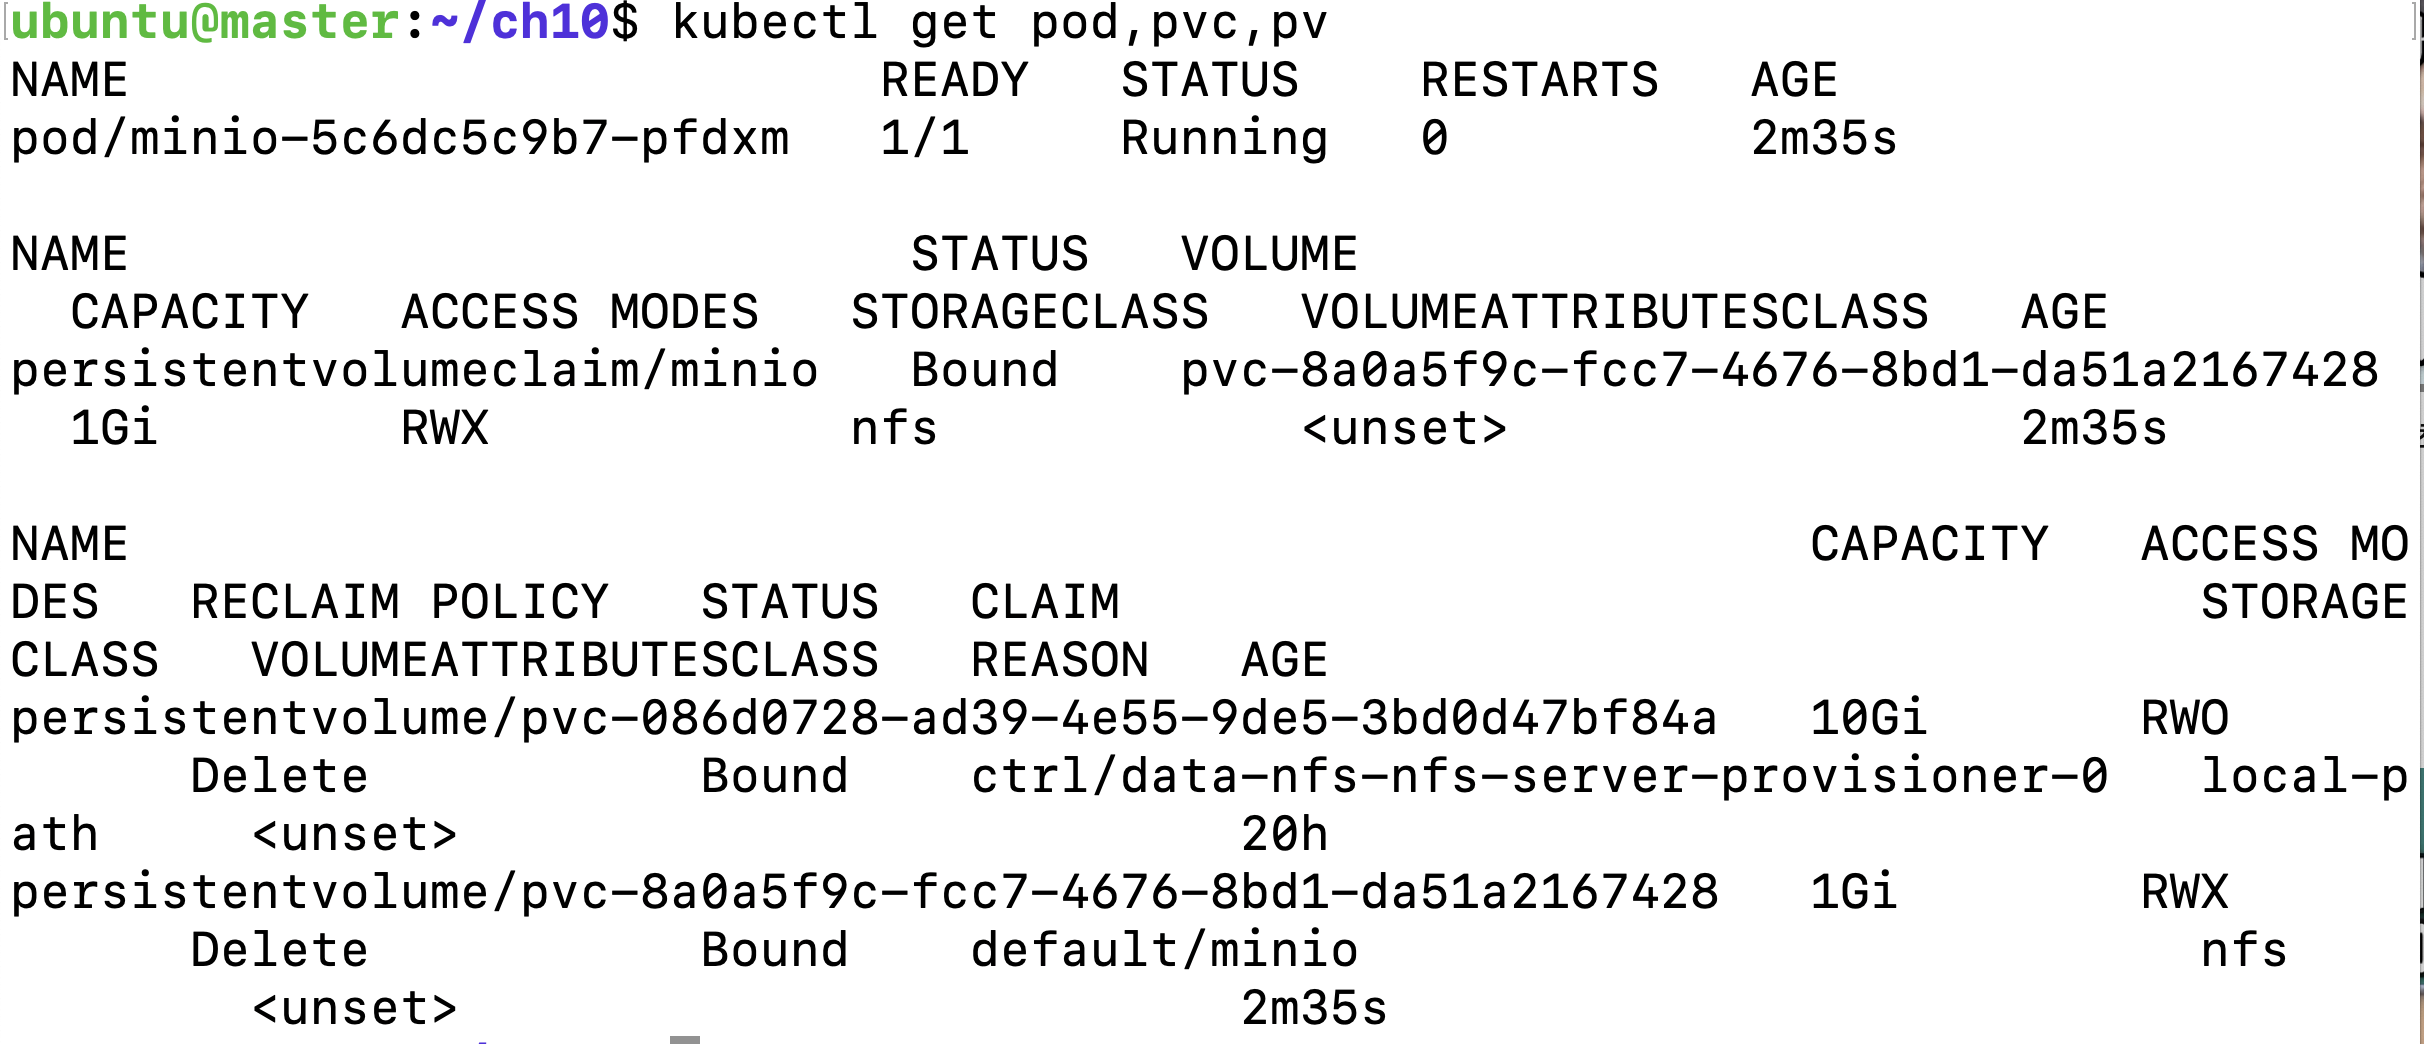 ubuntu@master:~/ch10$ kubectl get pod,pvc,pv
NAME                         READY   STATUS    RESTARTS   AGE
pod/minio-5c6dc5c9b7-pfdxm   1/1     Running   0          2m35s

NAME                          STATUS   VOLUME
  CAPACITY   ACCESS MODES   STORAGECLASS   VOLUMEATTRIBUTESCLASS   AGE
persistentvolumeclaim/minio   Bound    pvc-8a0a5f9c-fcc7-4676-8bd1-da51a2167428
  1Gi        RWX            nfs            <unset>                 2m35s

NAME                                                        CAPACITY   ACCESS MO
DES   RECLAIM POLICY   STATUS   CLAIM                                    STORAGE
CLASS   VOLUMEATTRIBUTESCLASS   REASON   AGE
persistentvolume/pvc-086d0728-ad39-4e55-9de5-3bd0d47bf84a   10Gi       RWO
      Delete           Bound    ctrl/data-nfs-nfs-server-provisioner-0   local-p
ath     <unset>                          20h
persistentvolume/pvc-8a0a5f9c-fcc7-4676-8bd1-da51a2167428   1Gi        RWX
      Delete           Bound    default/minio                            nfs
        <unset>                          2m35s